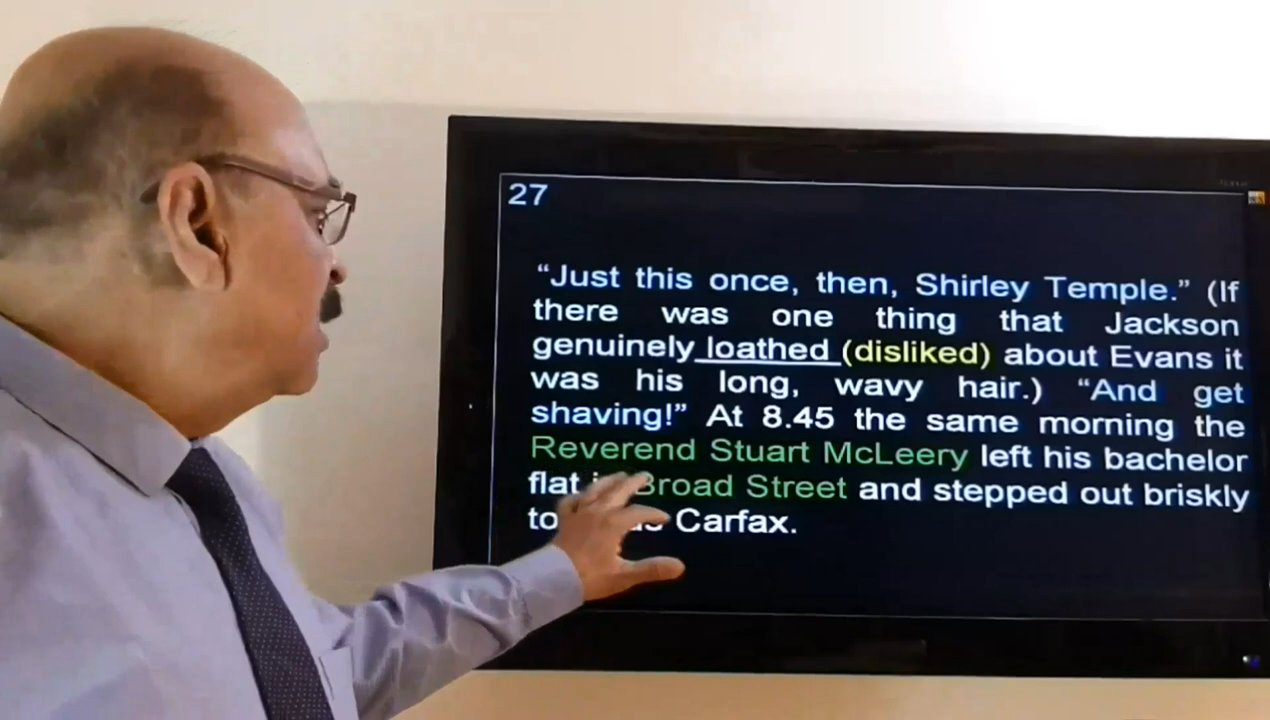 27
“Just this once, then, Shirley Temple.” (If
there was one thing that Jackson
genuinely loathed (disliked) about Evans it
was his long, wavy hair.) “And get
shaving!” At 8.45 the same morning the
Reverend Stuart McLeery left his bachelor
flat Broad Street and stepped out briskly
Carfax.